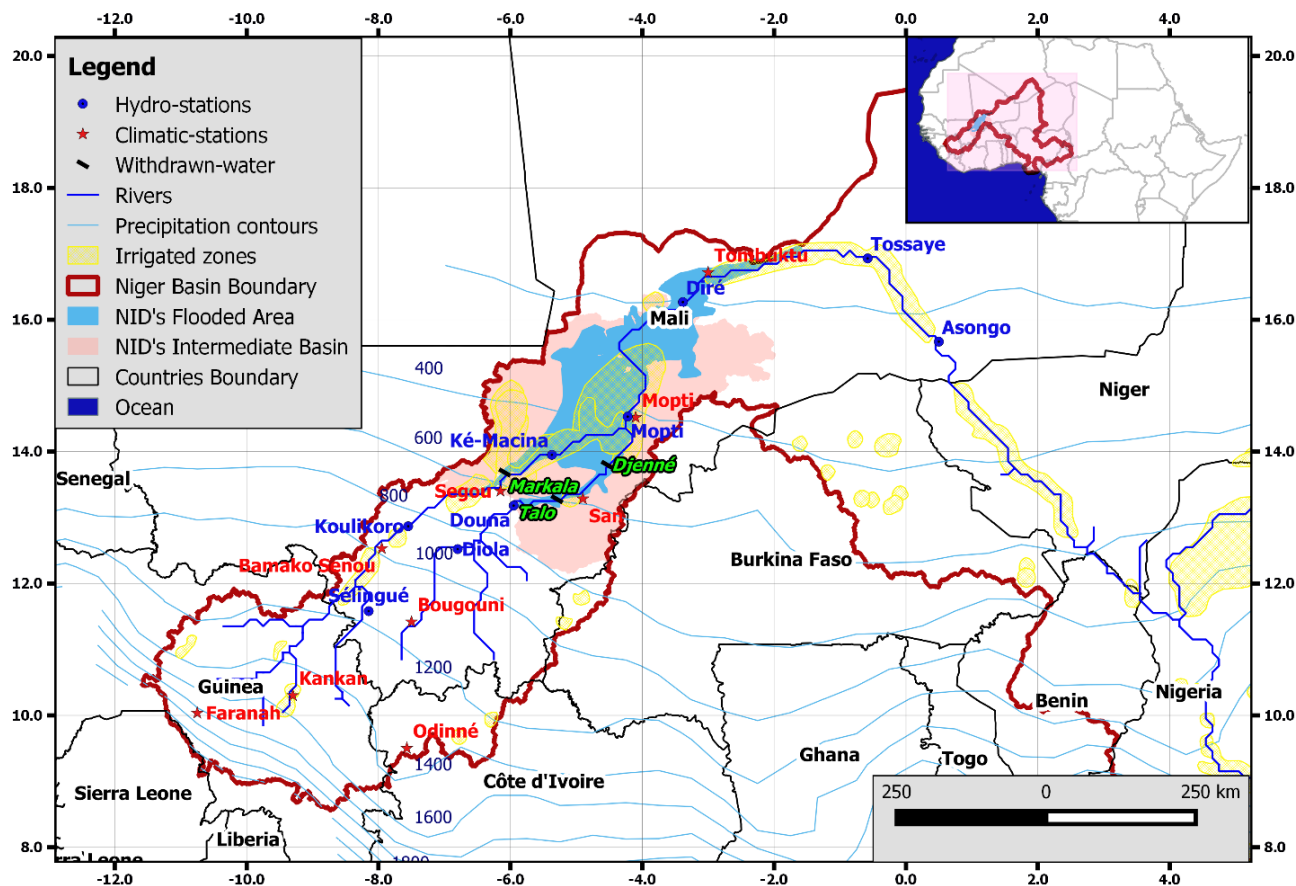 -12.0 -10.0 -8.0 -6.0 -4.0 -2.0 0.0 2.0 4.0
20.0 20.0
Legend
Hydro-stations
Climatic-stations
Withdrawn-water
Rivers
Precipitation contours
Irrigated zones
Niger Basin Boundary
NID's Flooded Area
NID's Intermediate Basin
Countries Boundary
Ocean
18.0 18.0
Tombuktu
Tossaye
Diré
16.0 Mali 16.0
Asongo
400
Niger
Mopti
600
Ké-Macina Mopti
14.0 14.0
Djenné
Senegal
Segou Markala
800
Talo San
Koulikoro Douna
1000 Diola
Bamako Senou
Burkina Faso
12.0 12.0
Sélingué
Bougouni
1200
Guinea Kankan
Benin Nigeria
10.0 Faranah 10.0
Odinné
Ghana Togo
1400
Côte d'Ivoire
Sierra Leone
250 0 250 km
1600
Liberia
8.0 8.0
-12.0 -10.0 -8.0 -6.0 -4.0 -2.0 0.0 2.0 4.0